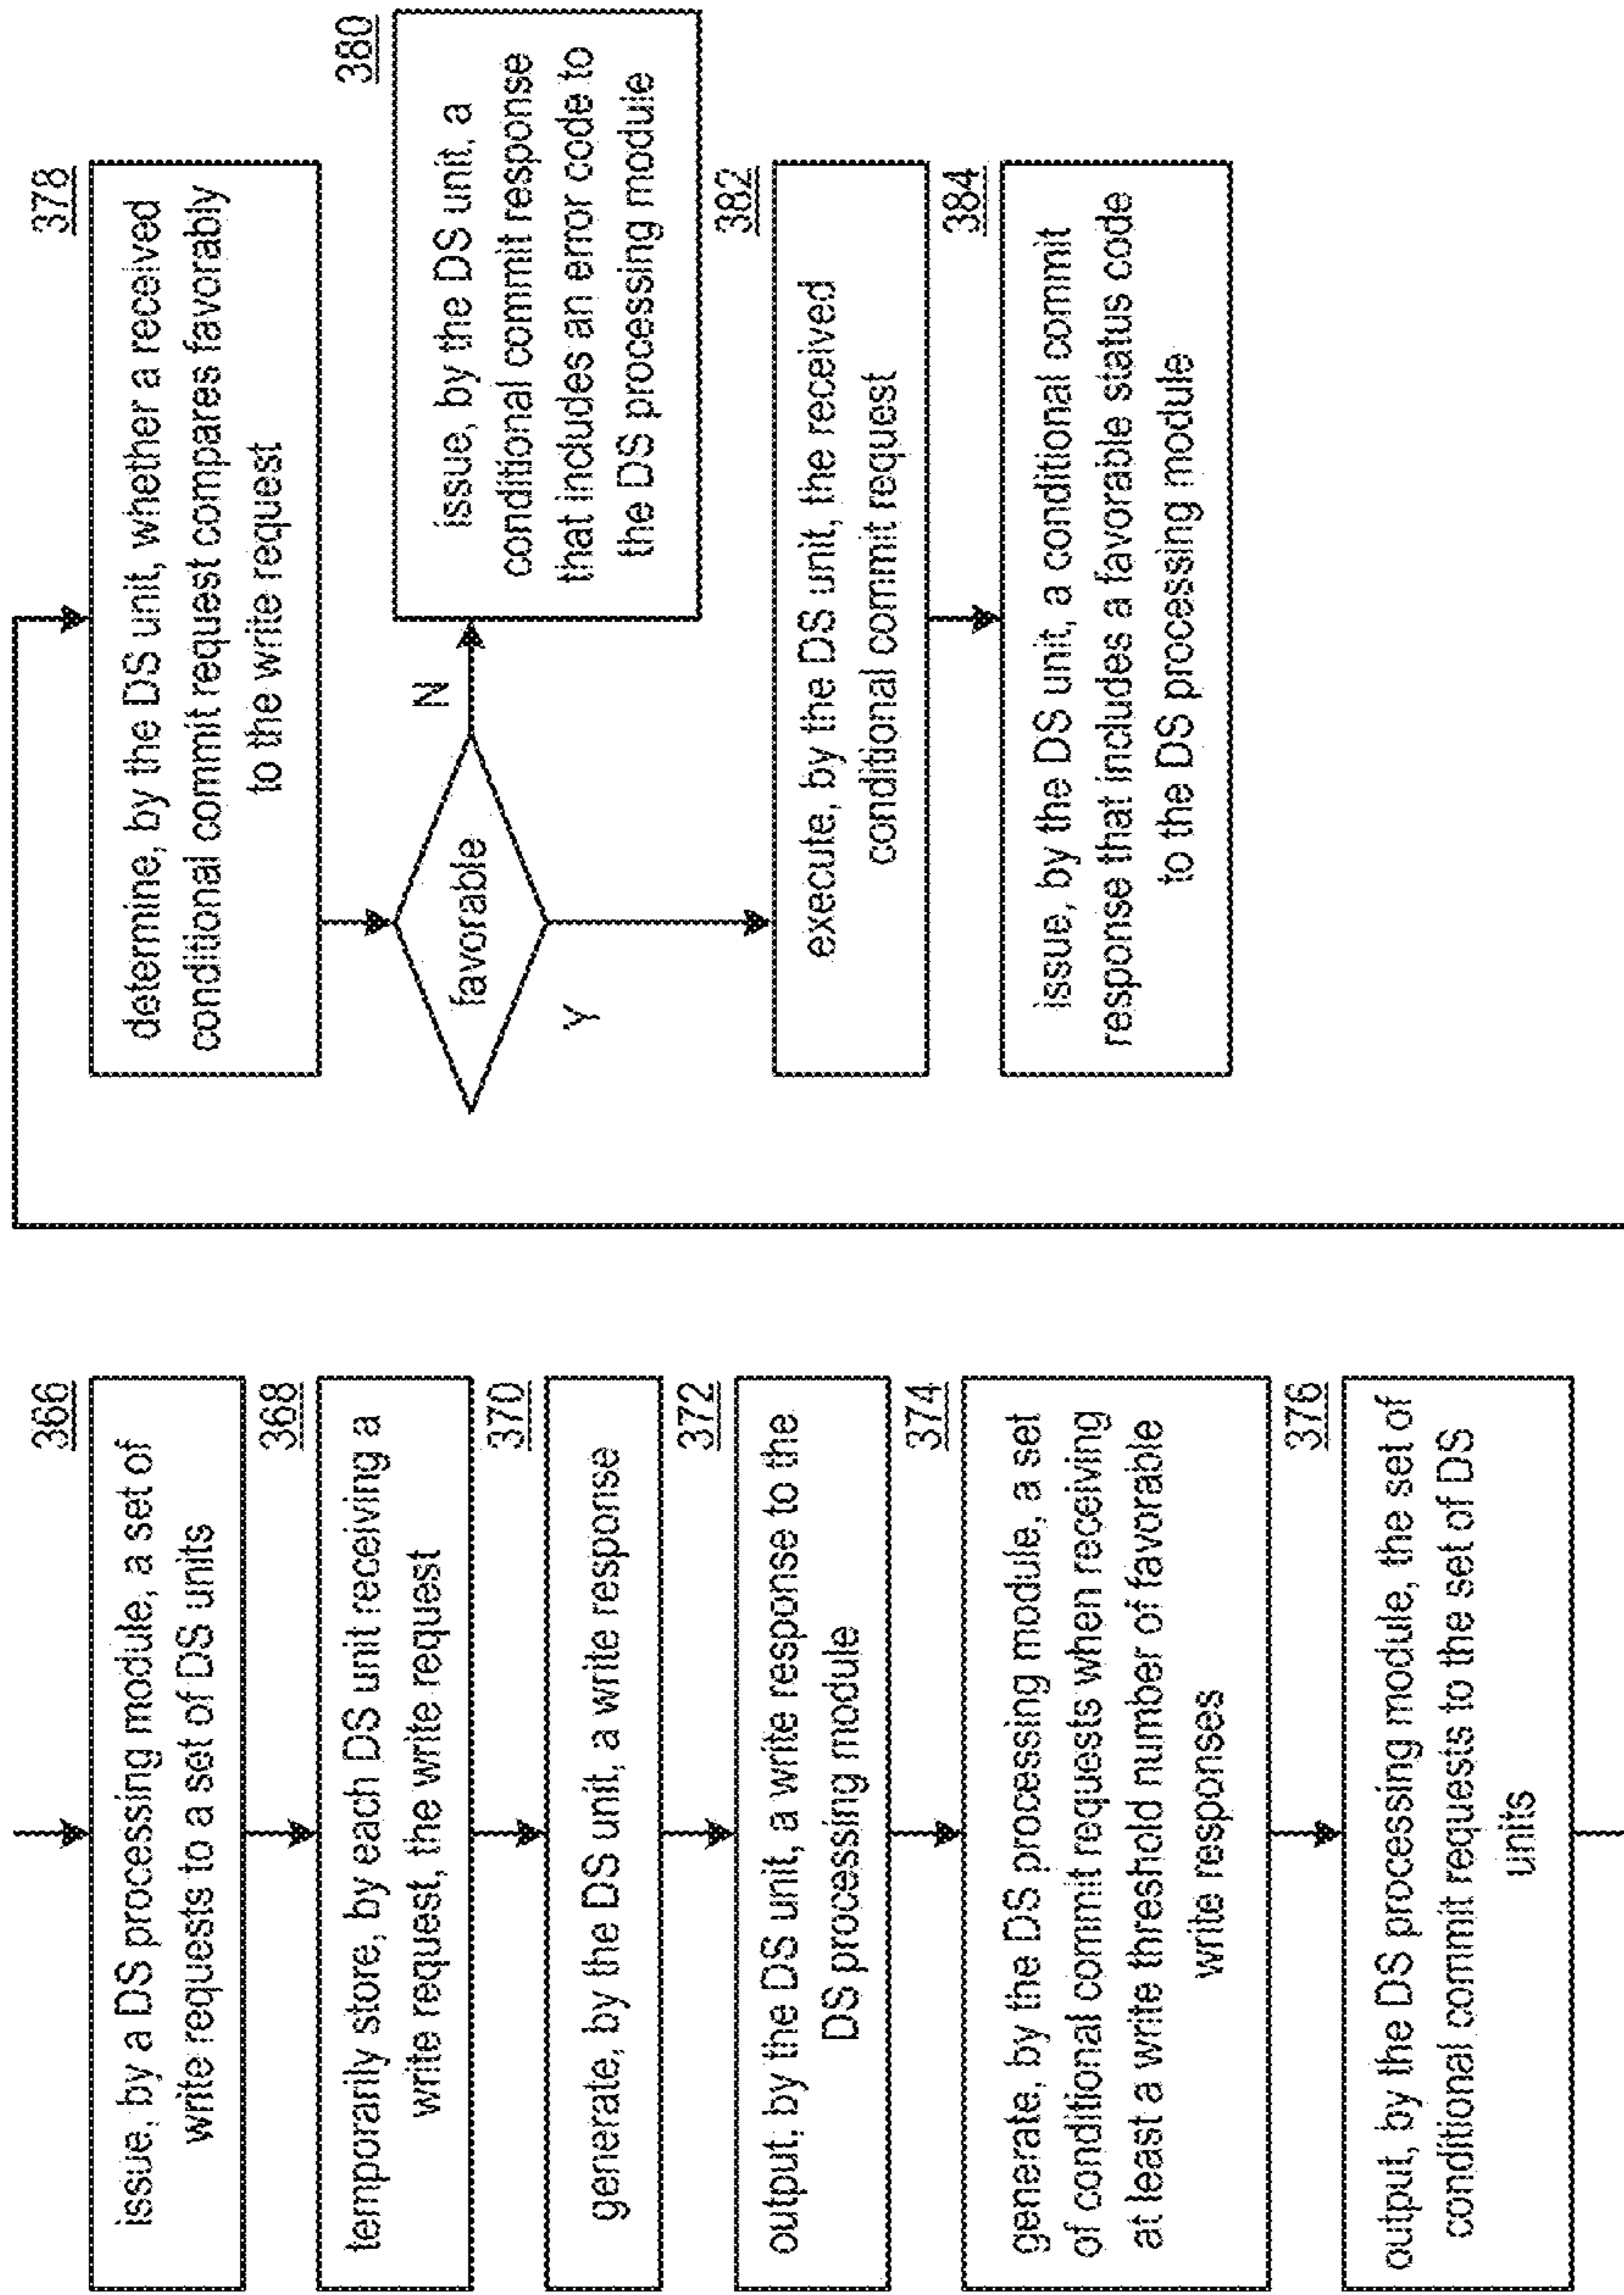 366
issue, by a DS processing module, a set of
write requests to a set of DS units
368
temporarily store, by each DS unit receiving a
write request, the write request
370
generate, by the DS unit, a write response
372
output, by the DS unit, a write response to the
DS processing module
374
generate, by the DS processing module, a set
of conditional commit requests when receiving
at least a write threshold number of favorable
write responses
376
output, by the DS processing module, the set of
conditional commit requests to the set of DS
units
378
determine, by the DS unit, whether a received
conditional commit request compares favorably
to the write request
favorable
N
Y
380
issue, by the DS unit, a
conditional commit response
that includes an error code to
the DS processing module
382
execute, by the DS unit, the received
conditional commit request
384
issue, by the DS unit, a conditional commit
response that includes a favorable status code
to the DS processing module